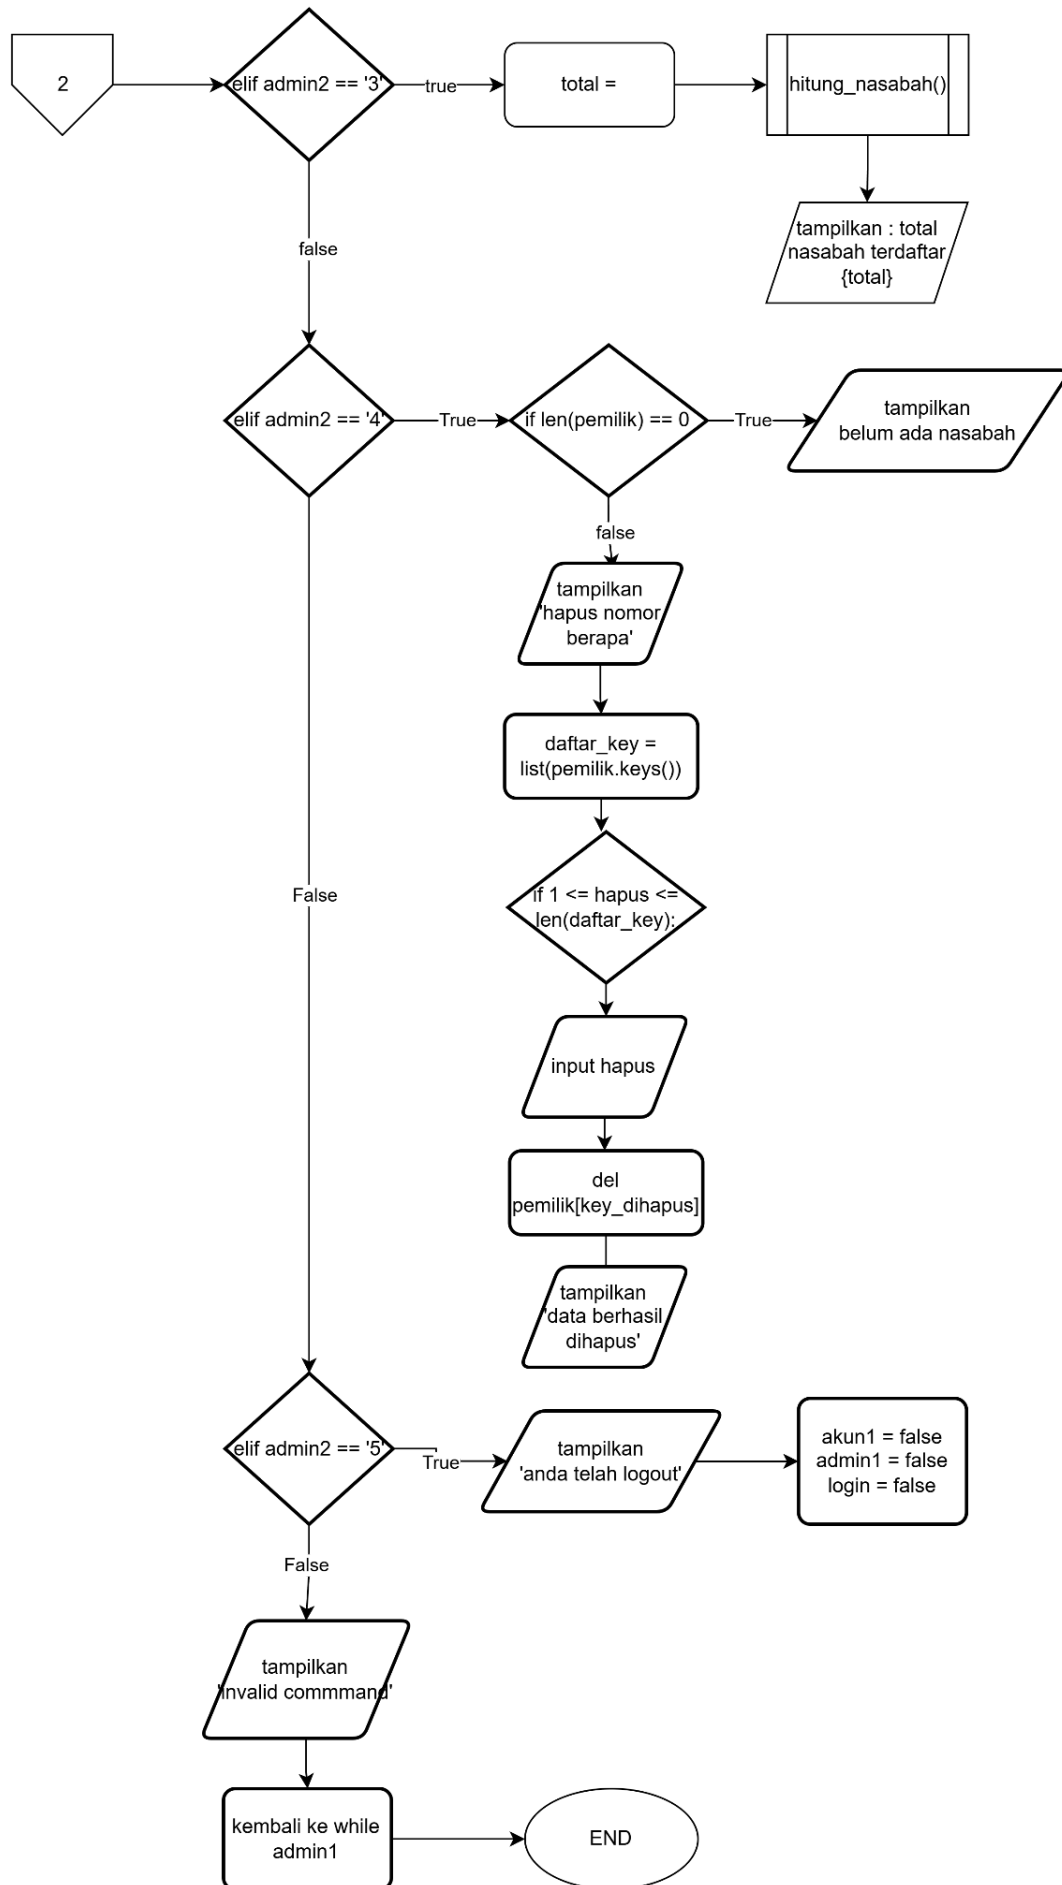 2
elif admin2 == '3'
true
total =
hitung_nasabah()
false
tampilkan : total
nasabah terdaftar
{total}
elif admin2 == '4'
True
if len(pemilik) == 0
True
tampilkan
belum ada nasabah
false
tampilkan
'hapus nomor
berapa'
daftar_key =
list(pemilik.keys())
False
if 1 <= hapus <=
len(daftar_key):
input hapus
del
pemilik[key_dihapus]
tampilkan
'data berhasil
dihapus'
elif admin2 == '5'
True
tampilkan
'anda telah logout'
akun1 = false
admin1 = false
login = false
False
tampilkan
'invalid commmand'
kembali ke while
admin1
END